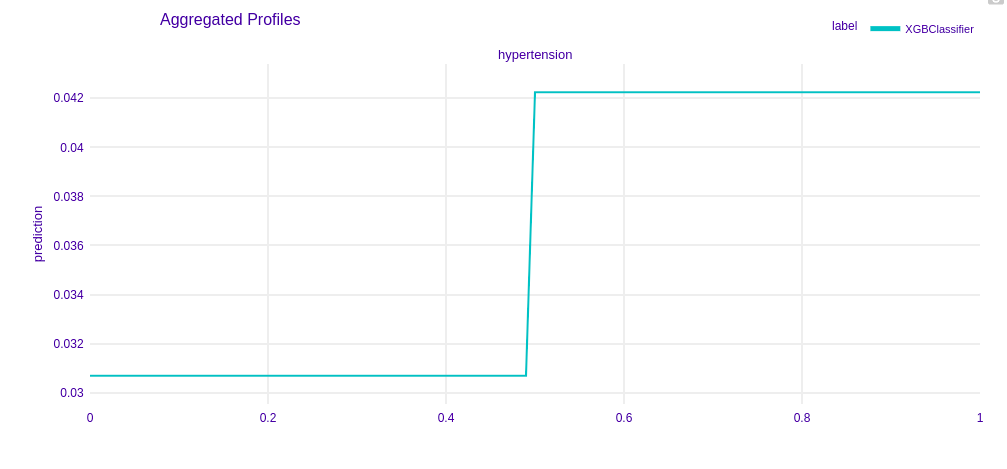 Aggregated Profiles
label
XGBClassifier
hypertension
0.042
0.04
0.038
0.036
0.034
0.032
0.03
prediction
0 0.2 0.4 0.6 0.8 1